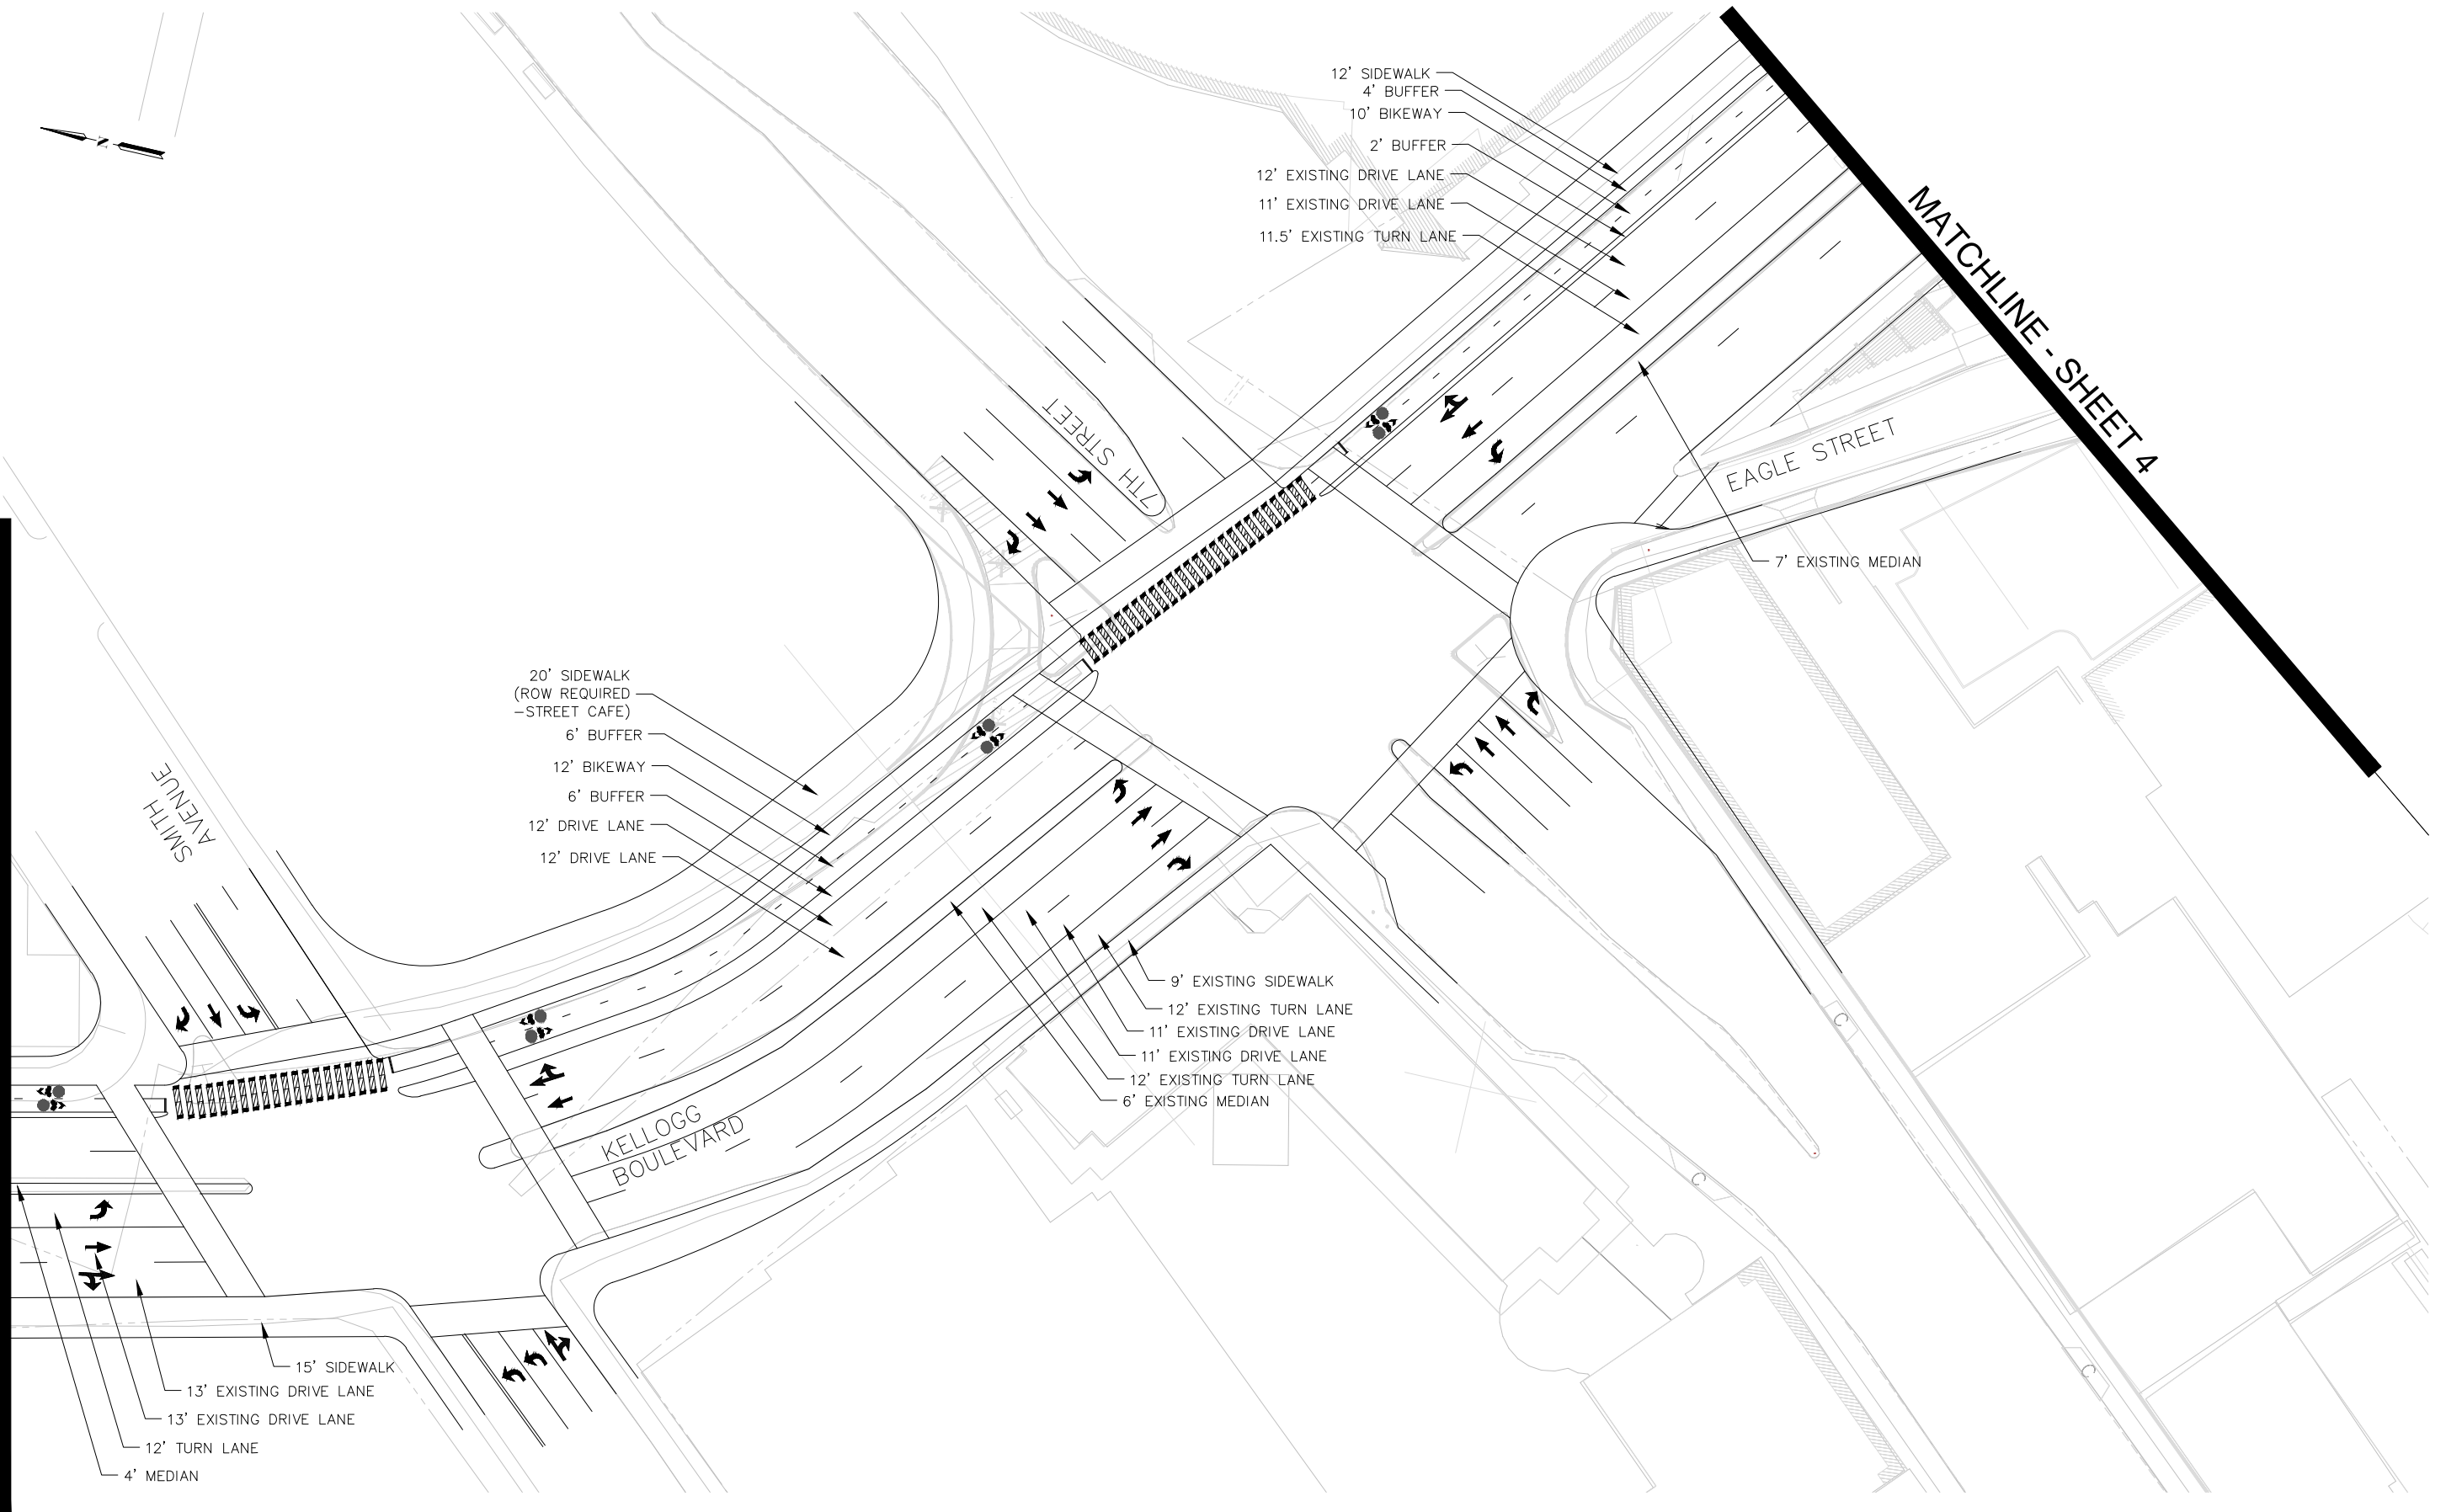 N
12' SIDEWALK
4' BUFFER
10' BIKEWAY
2' BUFFER
12' EXISTING DRIVE LANE
11' EXISTING DRIVE LANE
11.5' EXISTING TURN LANE
MATCHLINE - SHEET 4
7TH STREET
EAGLE STREET
7' EXISTING MEDIAN
20' SIDEWALK
(ROW REQUIRED
-STREET CAFE)
6' BUFFER
12' BIKEWAY
6' BUFFER
12' DRIVE LANE
12' DRIVE LANE
SMITH
AVENUE
9' EXISTING SIDEWALK
12' EXISTING TURN LANE
11' EXISTING DRIVE LANE
11' EXISTING DRIVE LANE
12' EXISTING TURN LANE
6' EXISTING MEDIAN
KELLOGG
BOULEVARD
C
C
C
15' SIDEWALK
13' EXISTING DRIVE LANE
13' EXISTING DRIVE LANE
12' TURN LANE
4' MEDIAN